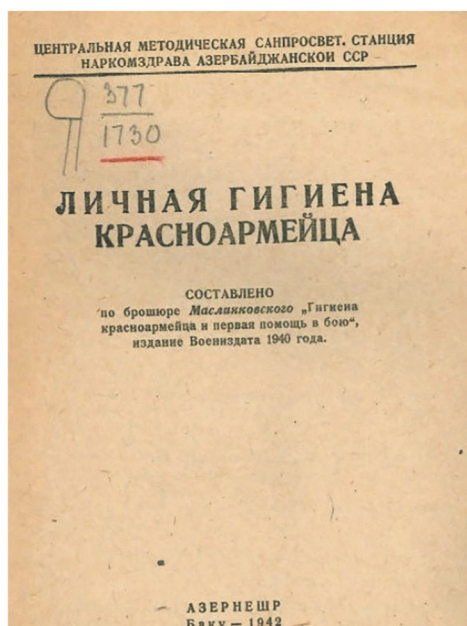 ЦЕНТРАЛЬНАЯ МЕТОДИЧЕСКАЯ САНПРОСВЕТ. СТАНЦИЯ
НАРКОМЗДРАВА АЗЕРБАЙДЖАНСКОЙ ССР
377
1730
ЛИЧНАЯ ГИГИЕНА
КРАСНОАРМЕЙЦА
СОСТАВЛЕНО
по брошюре Маслинковского „Гигиена
красноармейца и первая помощь в бою“,
издание Воениздата 1940 года.
АЗЕРНЕШР
Баку — 1942